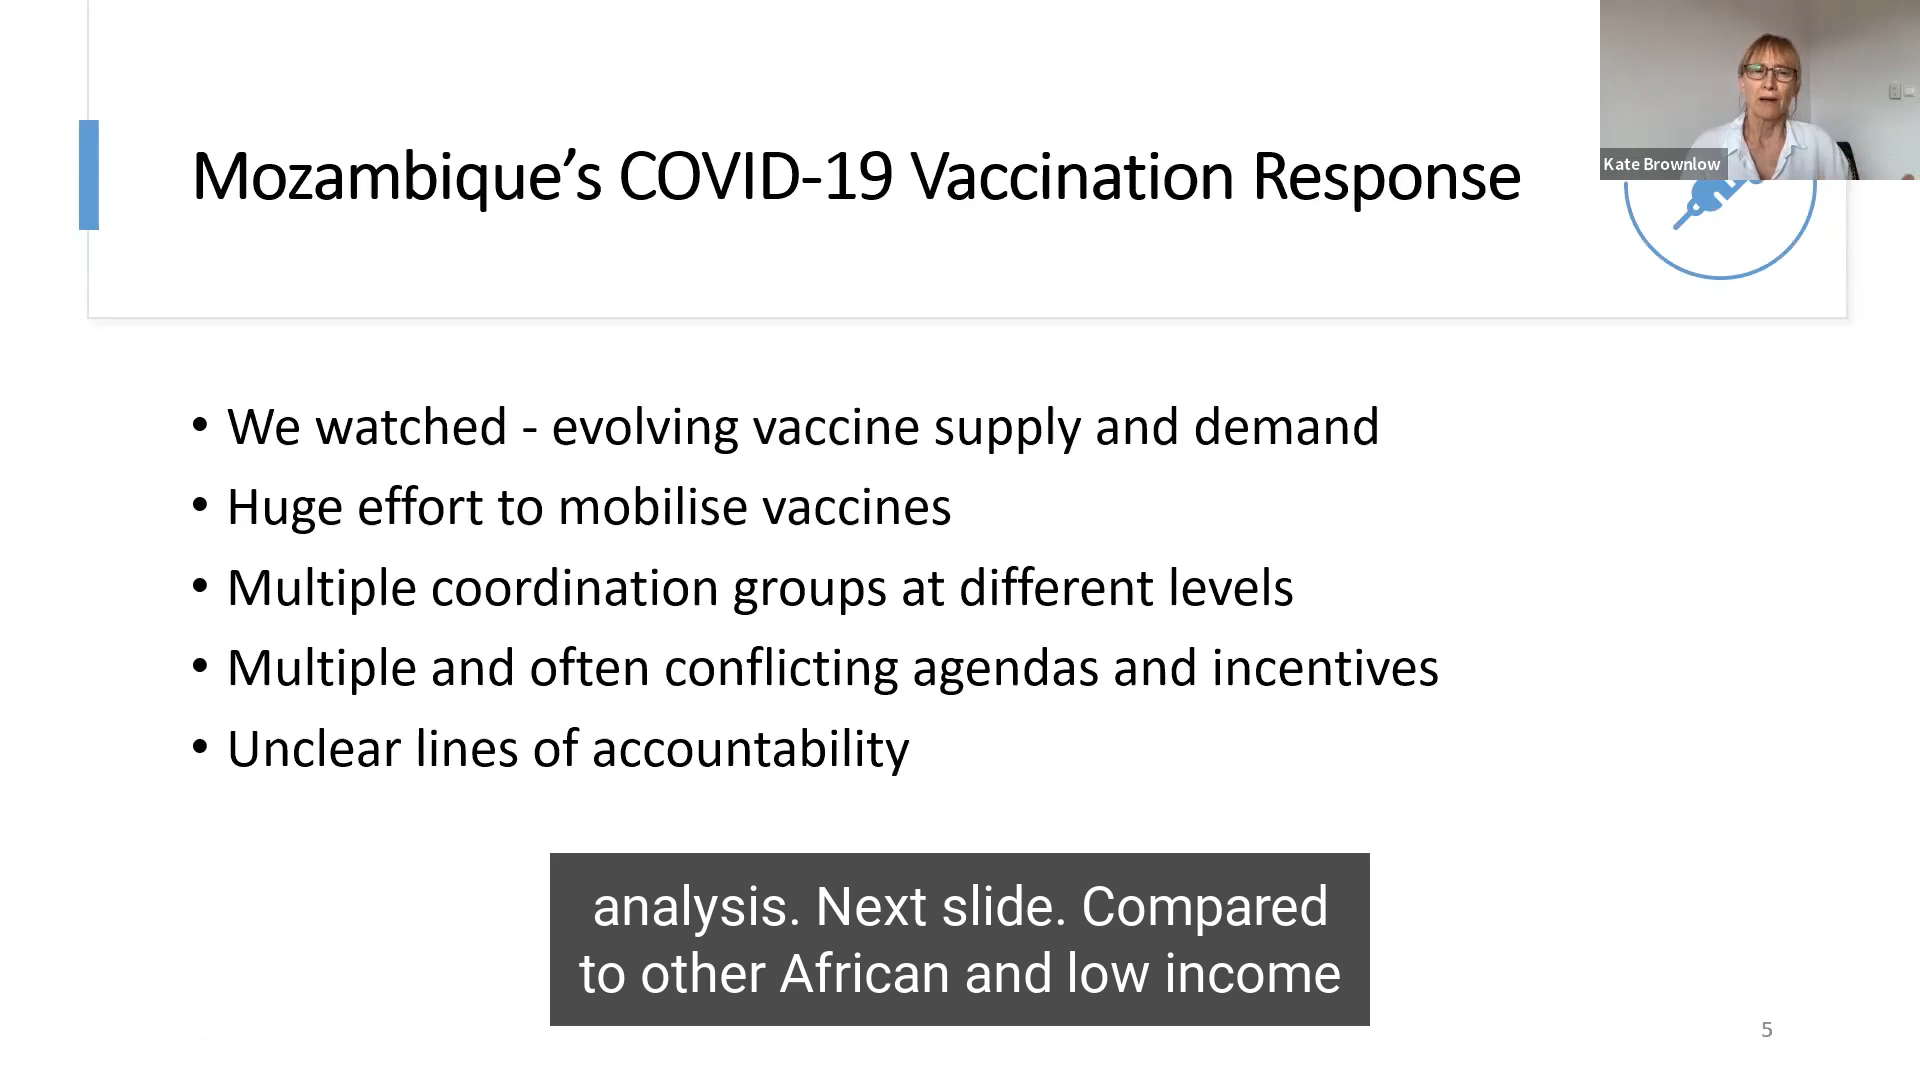 Kate Brownlow
Mozambique’s COVID-19 Vaccination Response
• We watched - evolving vaccine supply and demand
• Huge effort to mobilise vaccines
• Multiple coordination groups at different levels
• Multiple and often conflicting agendas and incentives
• Unclear lines of accountability
analysis. Next slide. Compared
to other African and low income
5